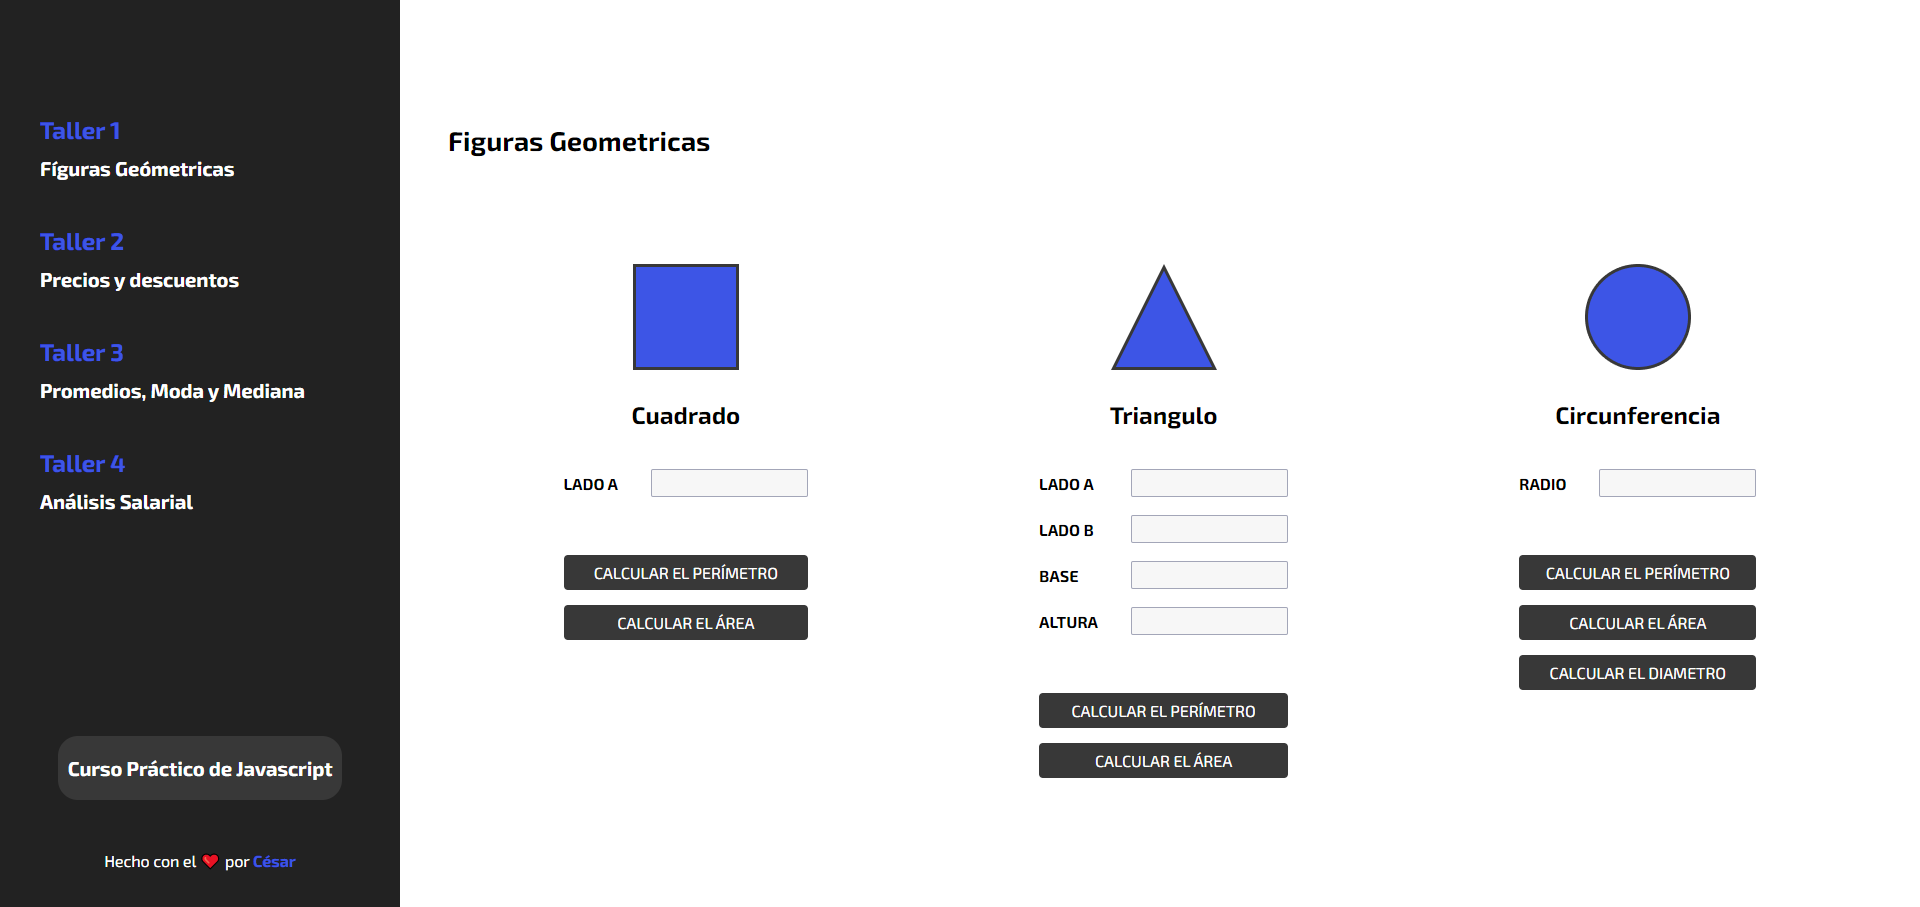 Taller 1
Fíguras Geómetricas
Taller 2
Precios y descuentos
Taller 3
Promedios, Moda y Mediana
Taller 4
Análisis Salarial
Curso Práctico de Javascript
Hecho con el ❤️ por César
Figuras Geometricas
Cuadrado
LADO A
CALCULAR EL PERÍMETRO
CALCULAR EL ÁREA
Triangulo
LADO A
LADO B
BASE
ALTURA
CALCULAR EL PERÍMETRO
CALCULAR EL ÁREA
Circunferencia
RADIO
CALCULAR EL PERÍMETRO
CALCULAR EL ÁREA
CALCULAR EL DIAMETRO